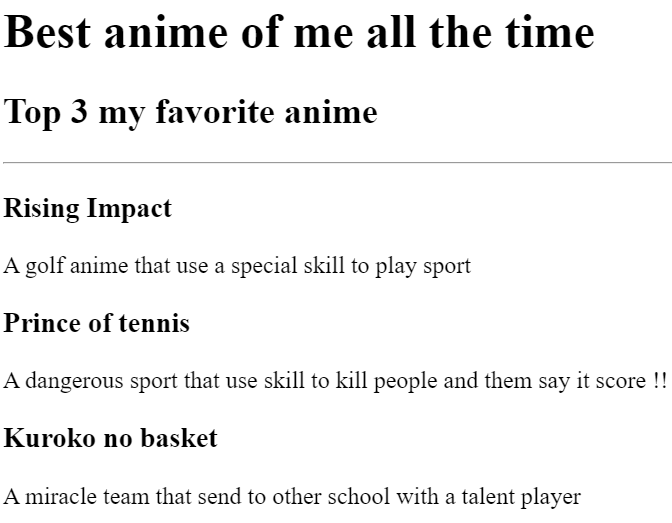 Best anime of me all the time
Top 3 my favorite anime
Rising Impact
A golf anime that use a special skill to play sport
Prince of tennis
A dangerous sport that use skill to kill people and them say it score !!
Kuroko no basket
A miracle team that send to other school with a talent player